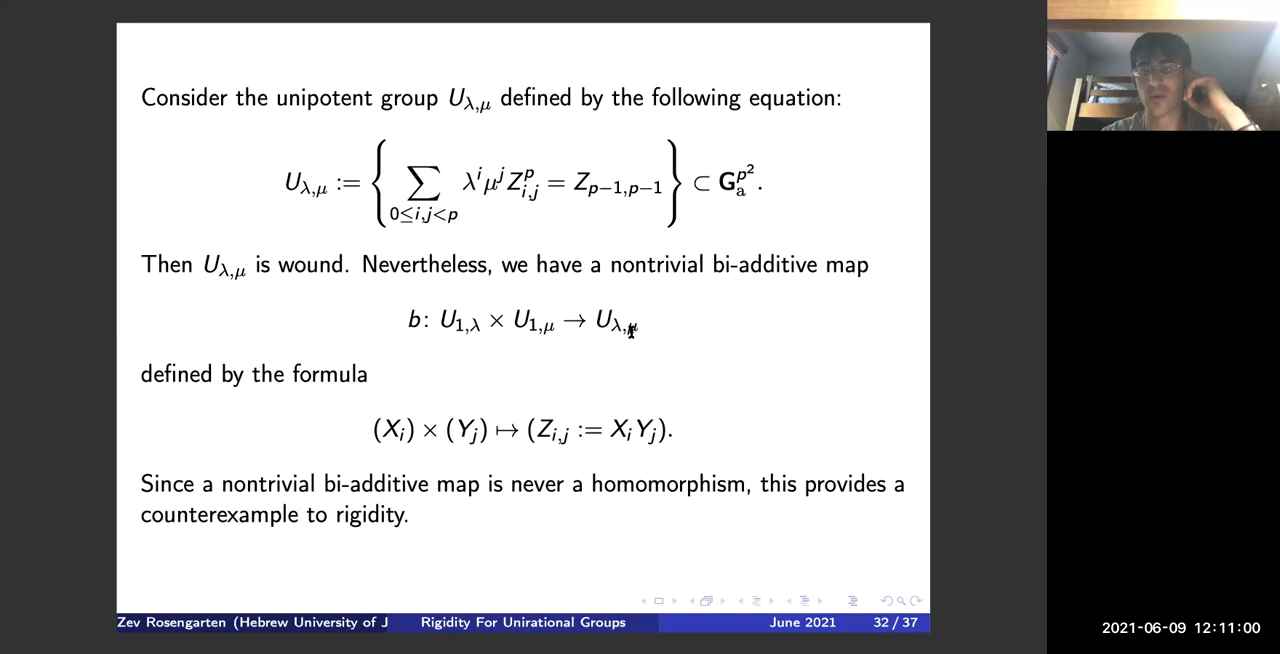 Consider the unipotent group U_{λ,μ} defined by the following equation:
U_{λ,μ} := { ∑_{0≤i,j<p} λ^i μ^j Z_{i,j}^p = Z_{p−1,p−1} } ⊂ G_a^{p^2}.
Then U_{λ,μ} is wound. Nevertheless, we have a nontrivial bi-additive map
b: U_{1,λ} × U_{1,μ} → U_{λ,μ}
defined by the formula
(X_i) × (Y_j) ↦ (Z_{i,j} := X_i Y_j).
Since a nontrivial bi-additive map is never a homomorphism, this provides a
counterexample to rigidity.
Zev Rosengarten (Hebrew University of J Rigidity For Unirational Groups June 2021 32 / 37
2021-06-09 12:11:00